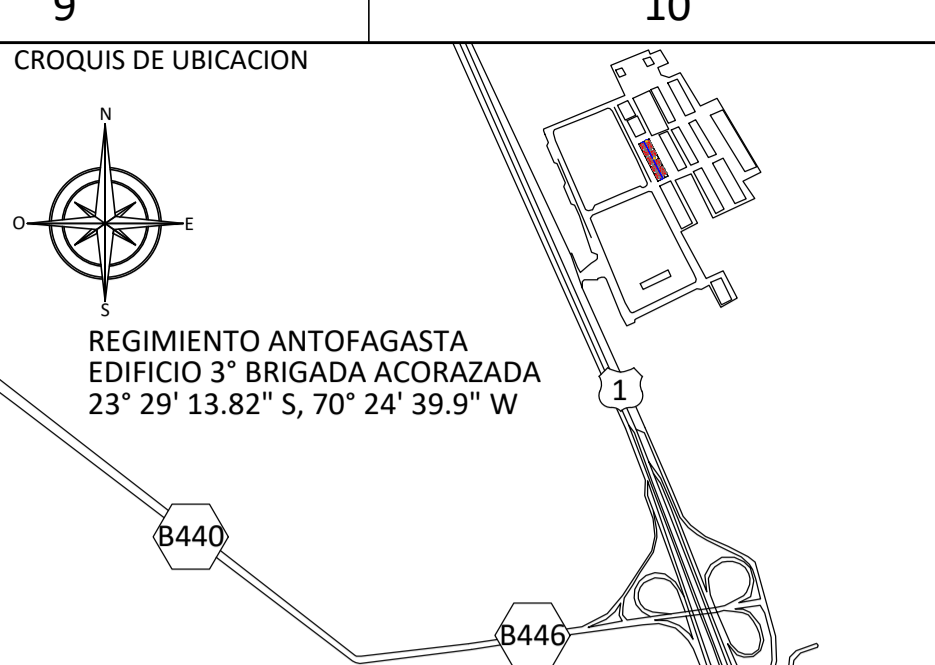 9
10
CROQUIS DE UBICACION
N
O
E
S
REGIMIENTO ANTOFAGASTA
EDIFICIO 3° BRIGADA ACORAZADA
23° 29' 13.82" S, 70° 24' 39.9" W
1
B440
B446